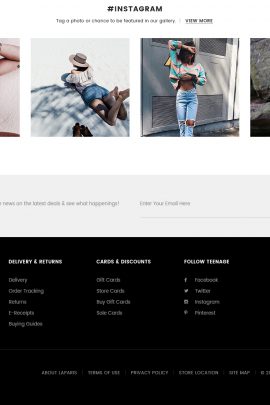 #INSTAGRAM
Tag a photo or chance to be featured in our gallery. | VIEW MORE
news on the latest deals & see what happenings!
Enter Your Email Here
DELIVERY & RETURNS
Delivery
Order Tracking
Returns
E-Receipts
Buying Guides
CARDS & DISCOUNTS
Gift Cards
Store Cards
Buy Gift Cards
Sale Cards
FOLLOW TEENAGE
Facebook
Twitter
Instagram
Pinterest
ABOUT LAPARIS | TERMS OF USE | PRIVACY POLICY | STORE LOCATION | SITE MAP | ©